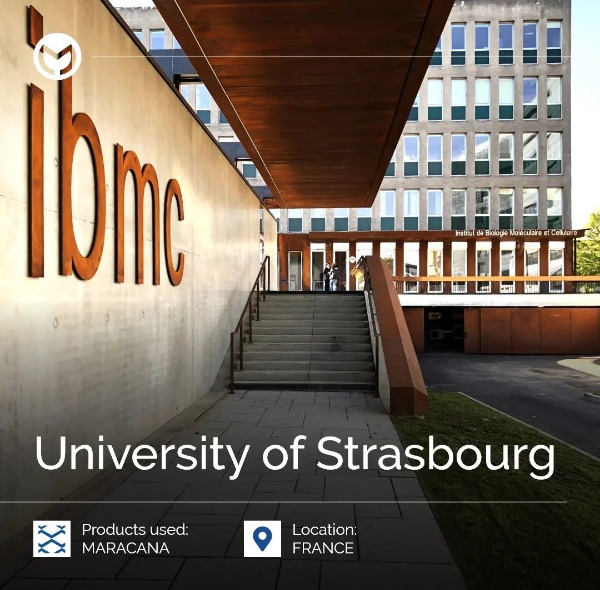 ibmc
Institut de Biologie Moléculaire et Cellulaire
University of Strasbourg
Products used:
MARACANA
Location:
FRANCE